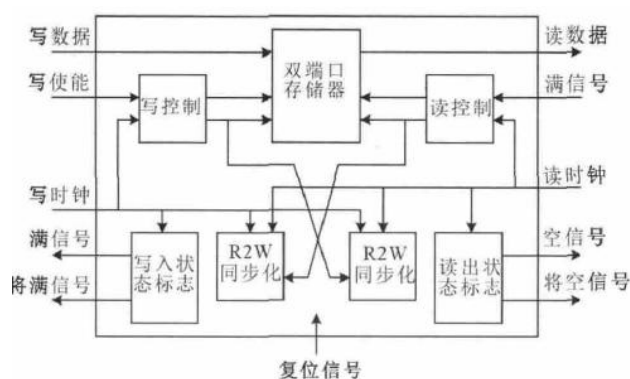 写数据
双端口
存储器
读数据
写使能
写控制
读控制
满信号
读时钟
写时钟
满信号
将满信号
写入状
态标志
R2W
同步化
R2W
同步化
读出状
态标志
空信号
将空信号
复位信号